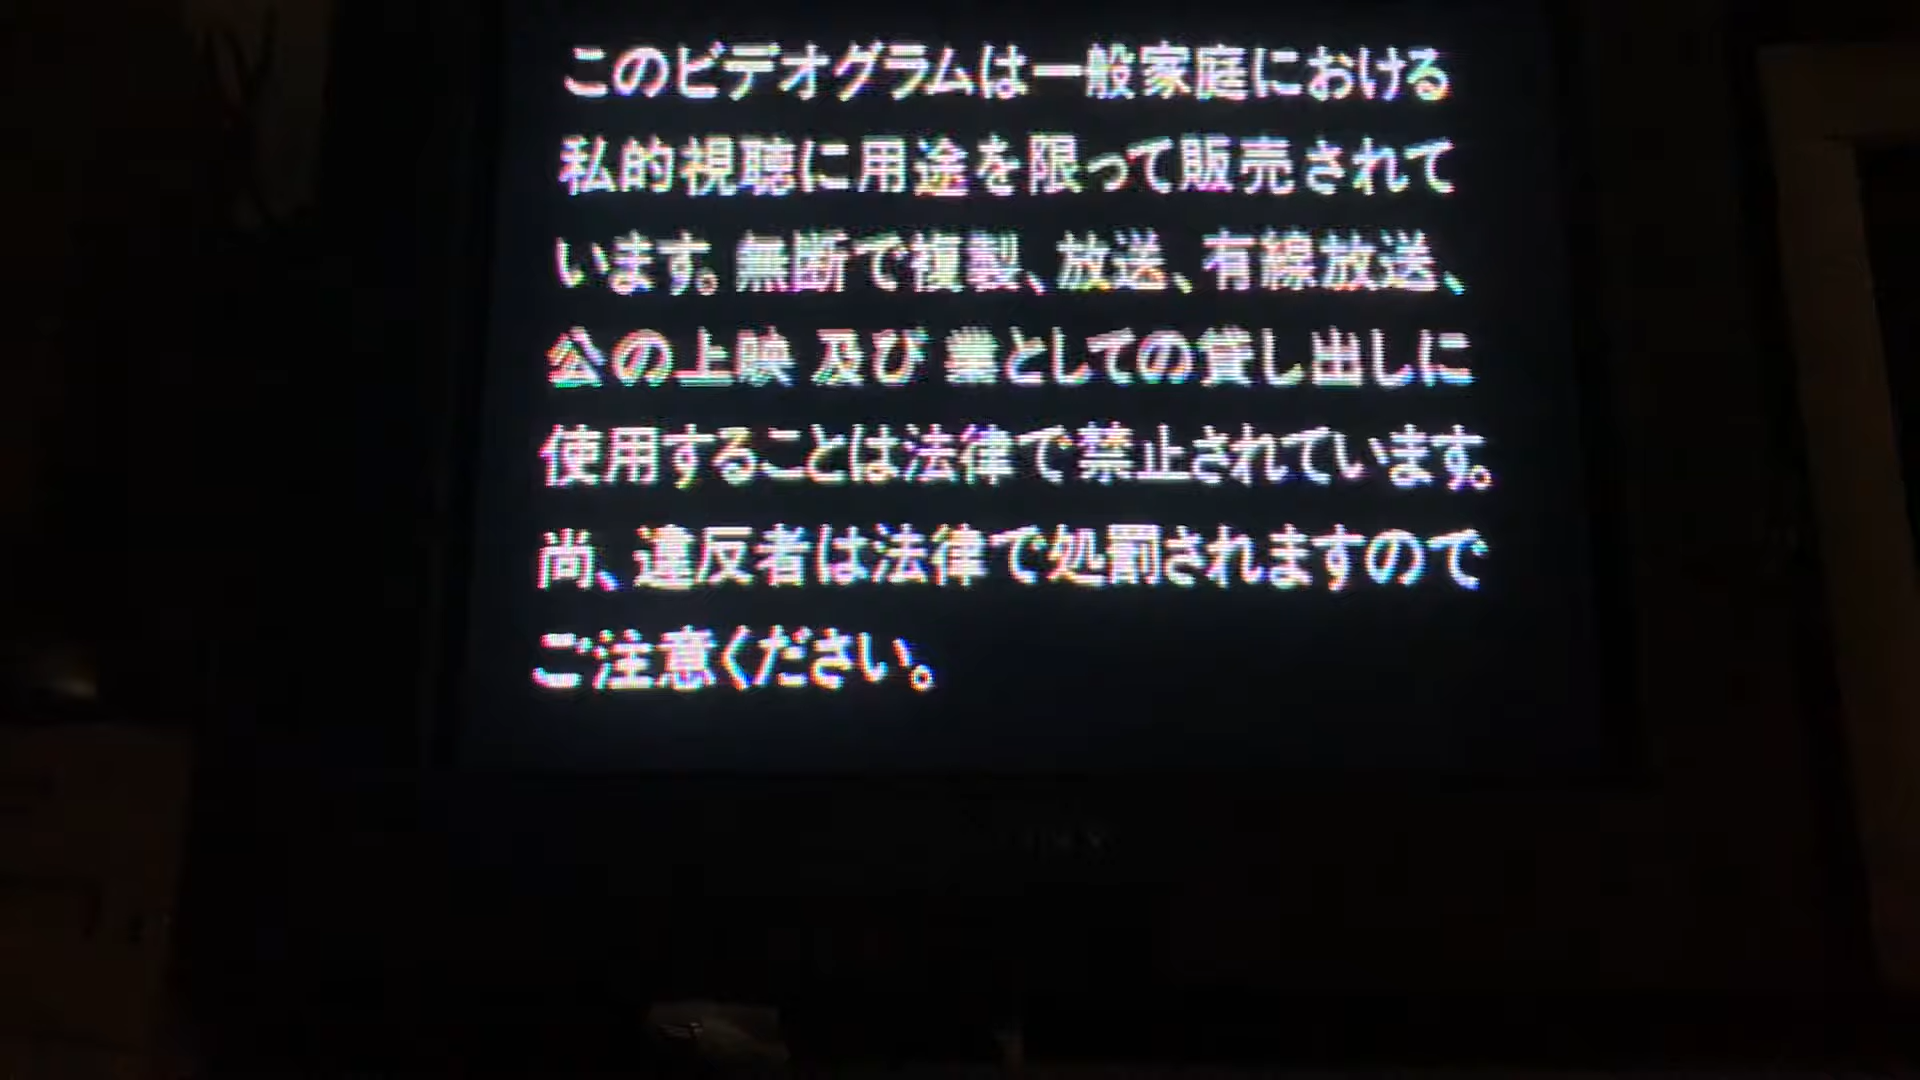 このビデオグラムは一般家庭における
私的視聴に用途を限って販売されて
います。無断で複製、放送、有線放送、
公の上映 及び 業としての貸し出しに
使用することは法律で禁止されています。
尚、違反者は法律で処罰されますので
ご注意ください。